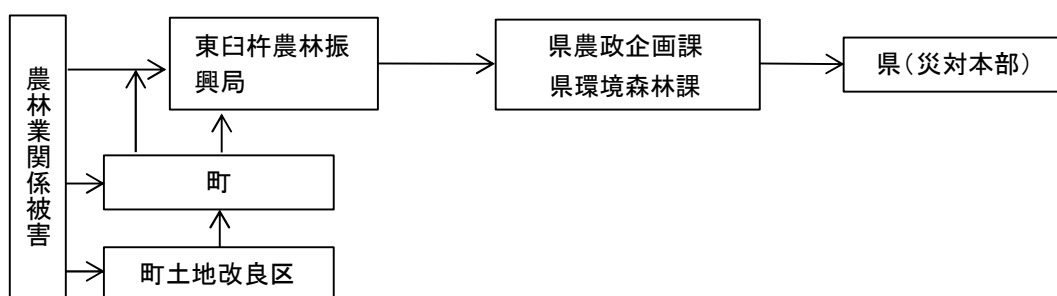 農林業関係被害
東臼杵農林振
興局
県農政企画課
県環境森林課
県（災対本部）
町
町土地改良区